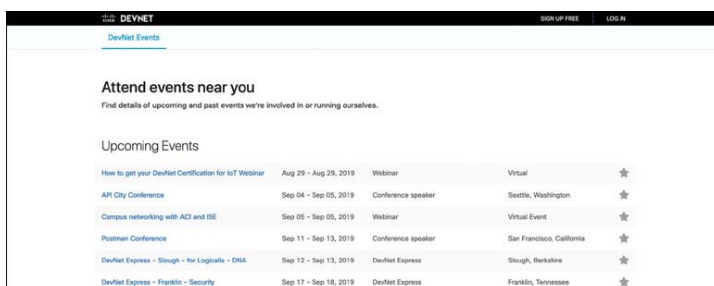 cisco DEVNET SIGN UP FREE LOG IN
DevNet Events
Attend events near you
Find details of upcoming and past events we're involved in or running ourselves.
Upcoming Events
How to get your DevNet Certification for IoT Webinar Aug 29 - Aug 29, 2019 Webinar Virtual
API City Conference Sep 04 - Sep 05, 2019 Conference speaker Seattle, Washington
Campus networking with ACI and ISE Sep 05 - Sep 05, 2019 Webinar Virtual Event
Postman Conference Sep 11 - Sep 13, 2019 Conference speaker San Francisco, California
DevNet Express - Slough - for Logicalis - DNA Sep 12 - Sep 13, 2019 DevNet Express Slough, Berkshire
DevNet Express - Franklin - Security Sep 17 - Sep 18, 2019 DevNet Express Franklin, Tennessee